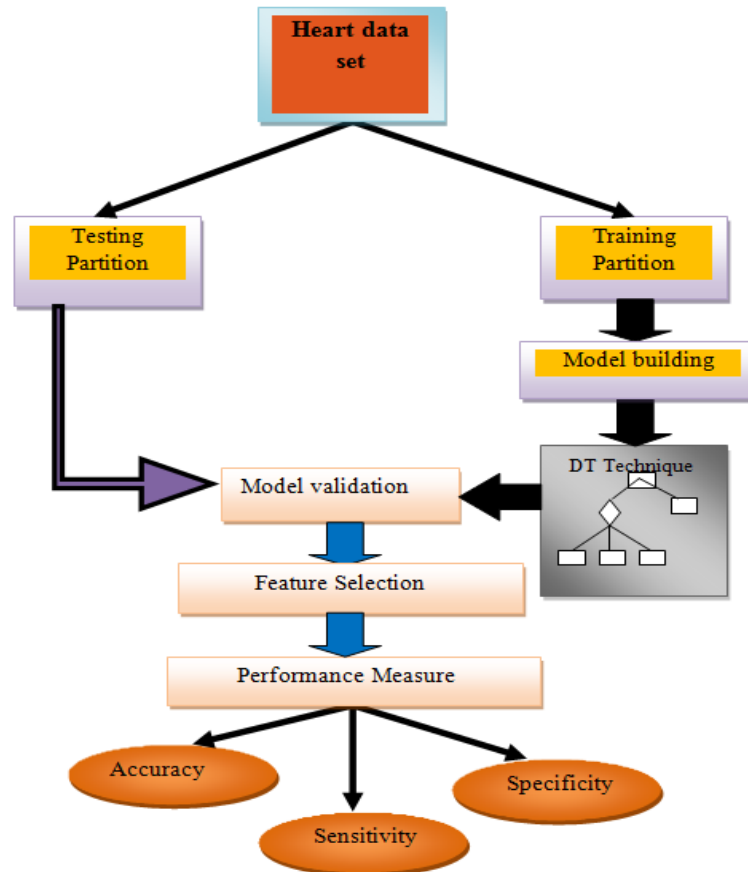 Heart data
set
Testing
Partition
Training
Partition
Model building
DT Technique
Model validation
Feature Selection
Performance Measure
Accuracy
Specificity
Sensitivity